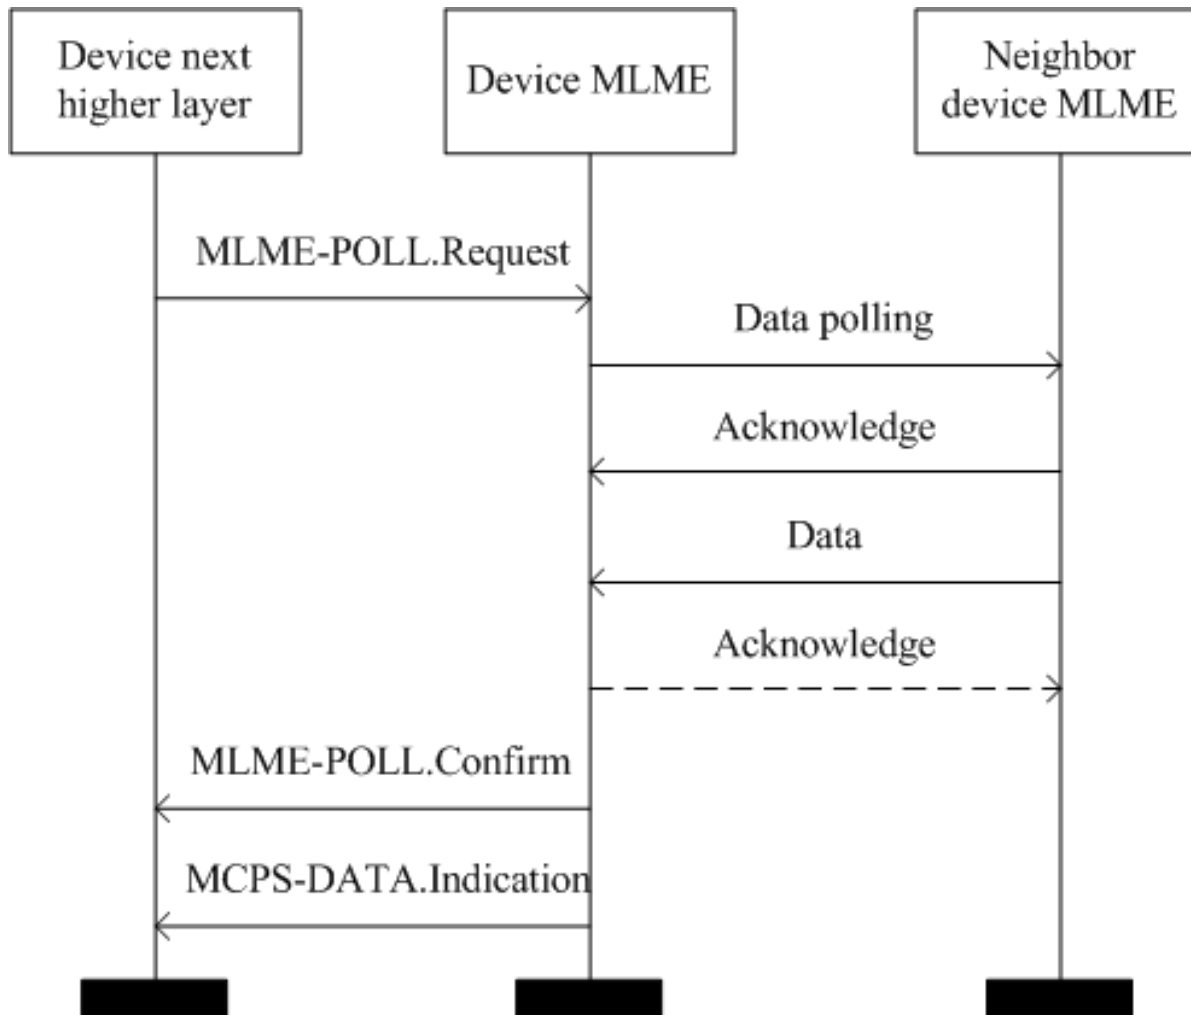 Device next
higher layer
Device MLME
Neighbor
device MLME
MLME-POLL.Request
Data polling
Acknowledge
Data
Acknowledge
MLME-POLL.Confirm
MCPS-DATA.Indication